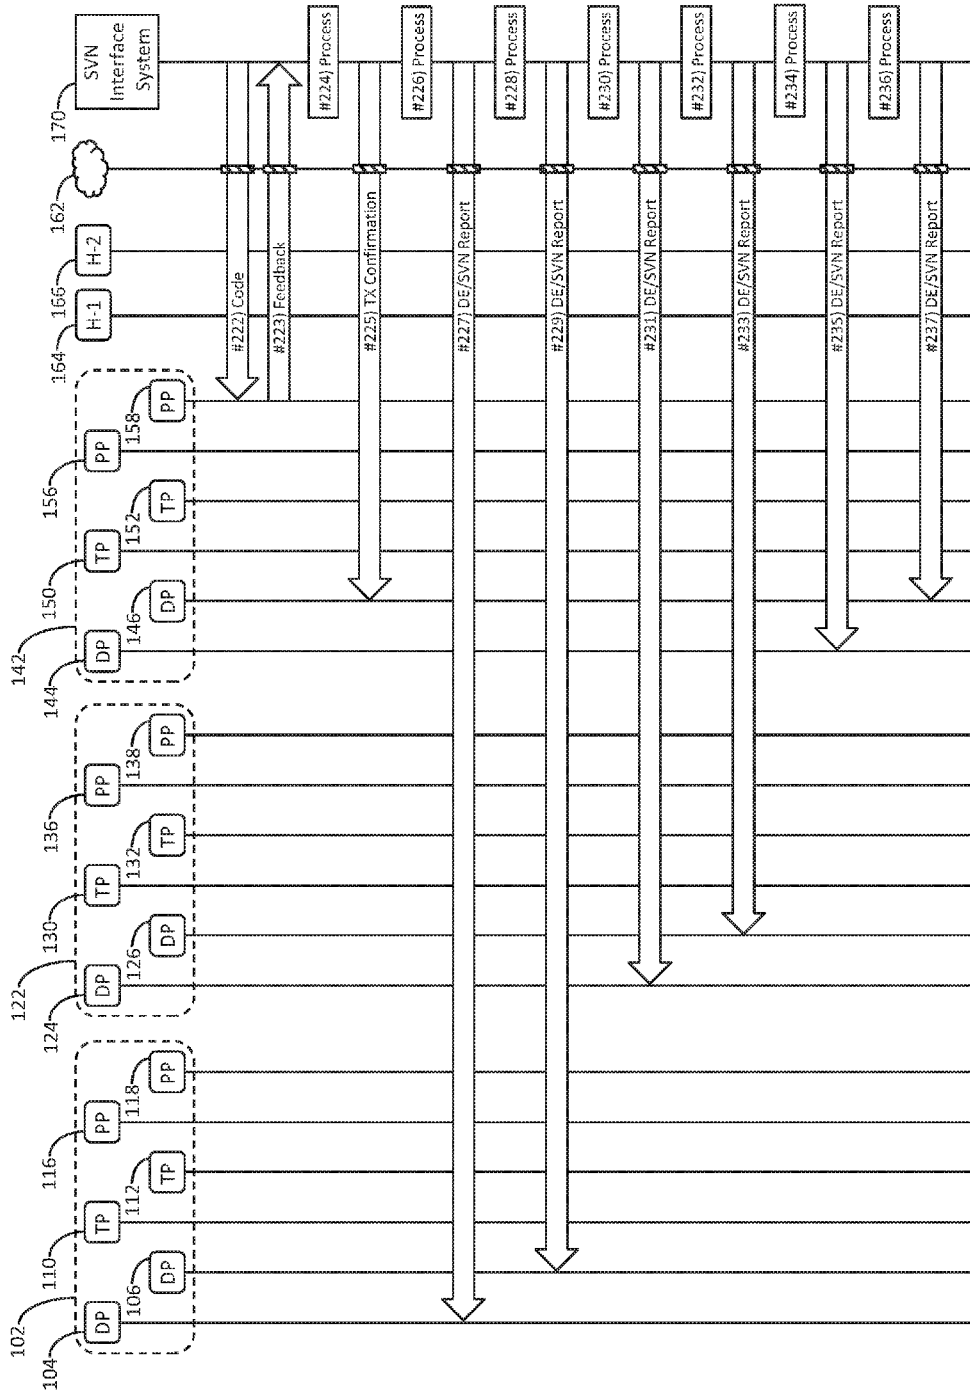 102
104
DP
106
DP
110
TP
112
TP
116
PP
118
PP
122
124
DP
126
DP
130
TP
132
TP
136
PP
138
PP
142
144
DP
146
DP
150
TP
152
TP
156
PP
158
PP
164
H-1
166
H-2
162
170
SVN
Interface
System
#222) Code
#223) Feedback
#224) Process
#225) TX Confirmation
#226) Process
#227) DE/SVN Report
#228) Process
#229) DE/SVN Report
#230) Process
#231) DE/SVN Report
#232) Process
#233) DE/SVN Report
#234) Process
#235) DE/SVN Report
#236) Process
#237) DE/SVN Report